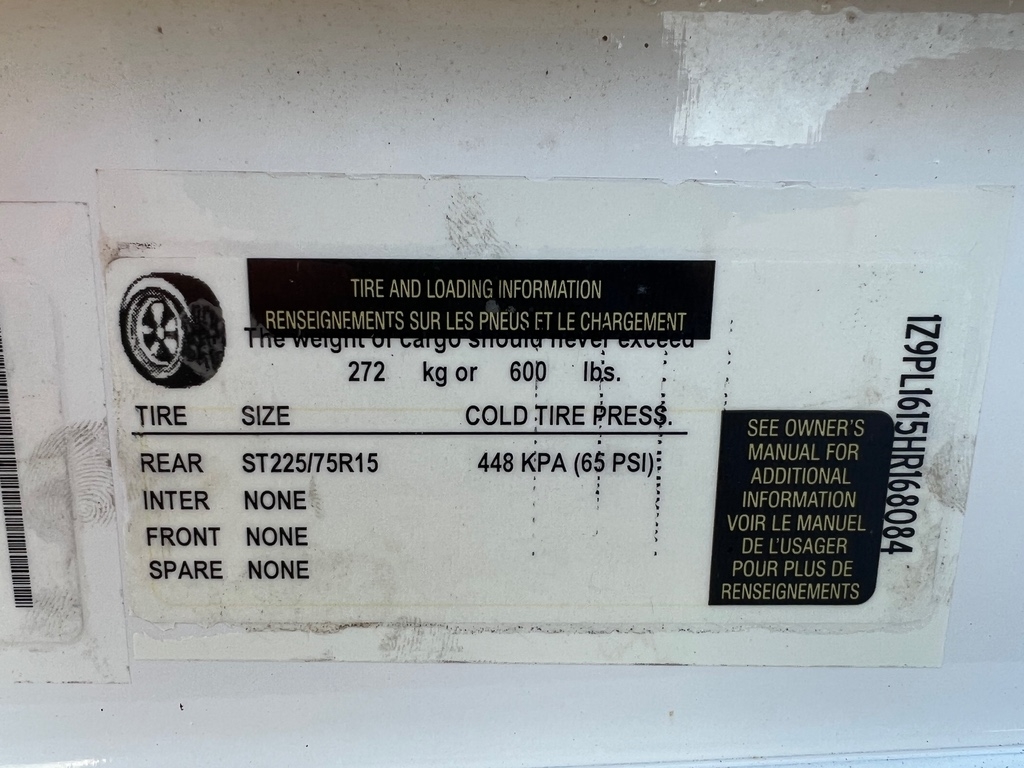 TIRE AND LOADING INFORMATION
RENSEIGNEMENTS SUR LES PNEUS ET LE CHARGEMENT
The weight of cargo should never exceed
272 kg or 600 lbs.
TIRE SIZE COLD TIRE PRESS.
REAR ST225/75R15 448 KPA (65 PSI)
INTER NONE
FRONT NONE
SPARE NONE
SEE OWNER'S
MANUAL FOR
ADDITIONAL
INFORMATION
VOIR LE MANUEL
DE L'USAGER
POUR PLUS DE
RENSEIGNEMENTS
1Z9PL1615HR168084